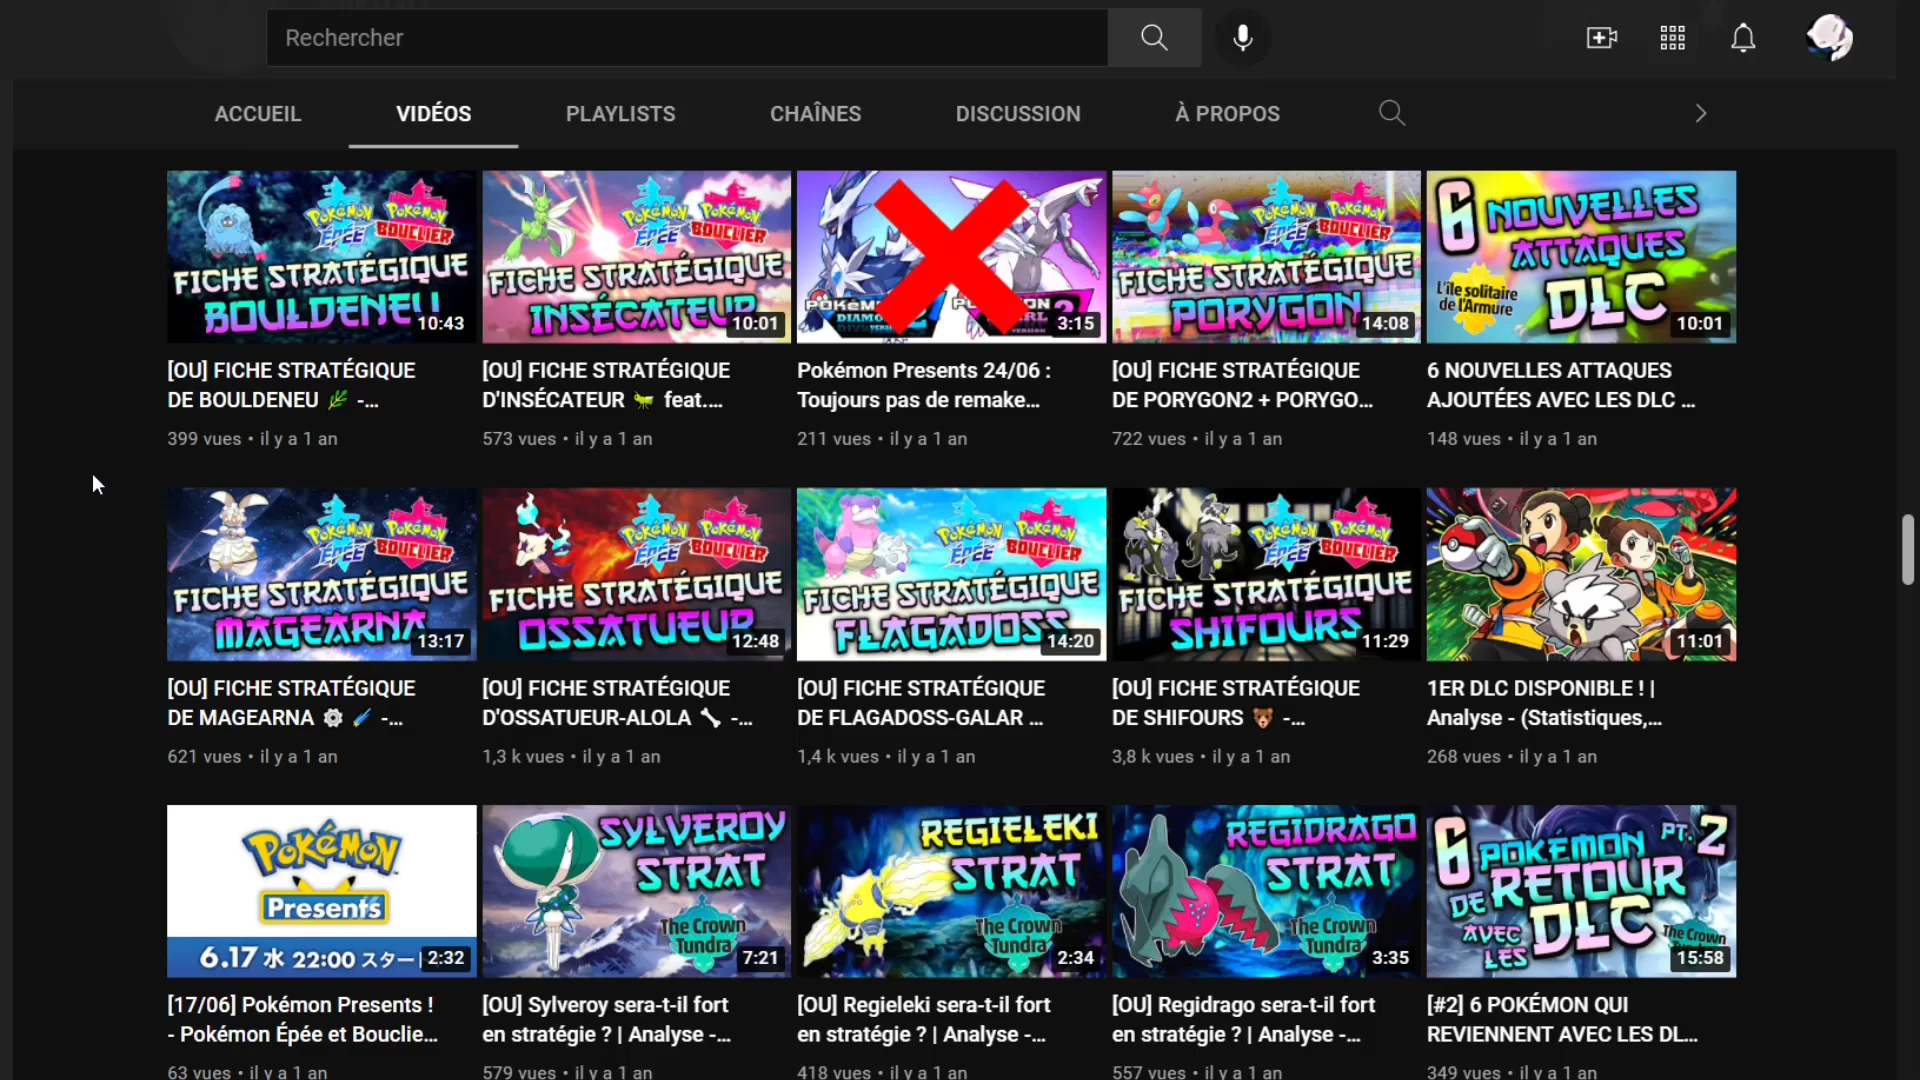 Rechercher
ACCUEIL
VIDÉOS
PLAYLISTS
CHAÎNES
DISCUSSION
À PROPOS
POKÉMON ÉPÉE
POKÉMON BOUCLIER
FICHE STRATÉGIQUE
BOULDENEU
10:43
POKÉMON ÉPÉE
POKÉMON BOUCLIER
FICHE STRATÉGIQUE
INSÉCATEUR
10:01
DIAMO
VERSION
3:15
POKÉMON ÉPÉE
POKÉMON BOUCLIER
FICHE STRATÉGIQUE
PORYGON
14:08
6 NOUVELLES
ATTAQUES
DLC
L'île solitaire
de l'Armure
10:01
[OU] FICHE STRATÉGIQUE
DE BOULDENEU 🌿 -...
399 vues • il y a 1 an
[OU] FICHE STRATÉGIQUE
D'INSÉCATEUR 🦗 feat....
573 vues • il y a 1 an
Pokémon Presents 24/06 :
Toujours pas de remake...
211 vues • il y a 1 an
[OU] FICHE STRATÉGIQUE
DE PORYGON2 + PORYGO...
722 vues • il y a 1 an
6 NOUVELLES ATTAQUES
AJOUTÉES AVEC LES DLC ...
148 vues • il y a 1 an
POKÉMON ÉPÉE
POKÉMON BOUCLIER
FICHE STRATÉGIQUE
MAGEARNA
13:17
POKÉMON ÉPÉE
POKÉMON BOUCLIER
FICHE STRATÉGIQUE
OSSATUEUR
12:48
POKÉMON ÉPÉE
POKÉMON BOUCLIER
FICHE STRATÉGIQUE
FLAGADOSS
14:20
POKÉMON ÉPÉE
POKÉMON BOUCLIER
FICHE STRATÉGIQUE
SHIFOURS
11:29
11:01
[OU] FICHE STRATÉGIQUE
DE MAGEARNA ⚙️ ☄️ -...
621 vues • il y a 1 an
[OU] FICHE STRATÉGIQUE
D'OSSATUEUR-ALOLA 🦴 -...
1,3 k vues • il y a 1 an
[OU] FICHE STRATÉGIQUE
DE FLAGADOSS-GALAR ...
1,4 k vues • il y a 1 an
[OU] FICHE STRATÉGIQUE
DE SHIFOURS 🐻 -...
3,8 k vues • il y a 1 an
1ER DLC DISPONIBLE ! |
Analyse - (Statistiques,...
268 vues • il y a 1 an
POKÉMON
Presents
6.17 水 22:00 スター
2:32
SYLVEROY
STRAT
The Crown
Tundra
7:21
REGIELEKI
STRAT
The Crown
Tundra
2:34
REGIDRAGO
STRAT
The Crown
Tundra
3:35
6 POKÉMON PT.2
DE RETOUR
AVEC LES DLC
The Crown
Tundra
15:58
[17/06] Pokémon Presents !
- Pokémon Épée et Bouclie...
63 vues • il y a 1 an
[OU] Sylveroy sera-t-il fort
en stratégie ? | Analyse -...
579 vues • il y a 1 an
[OU] Regieleki sera-t-il fort
en stratégie ? | Analyse -...
418 vues • il y a 1 an
[OU] Regidrago sera-t-il fort
en stratégie ? | Analyse -...
557 vues • il y a 1 an
[#2] 6 POKÉMON QUI
REVIENNENT AVEC LES DL...
349 vues • il y a 1 an